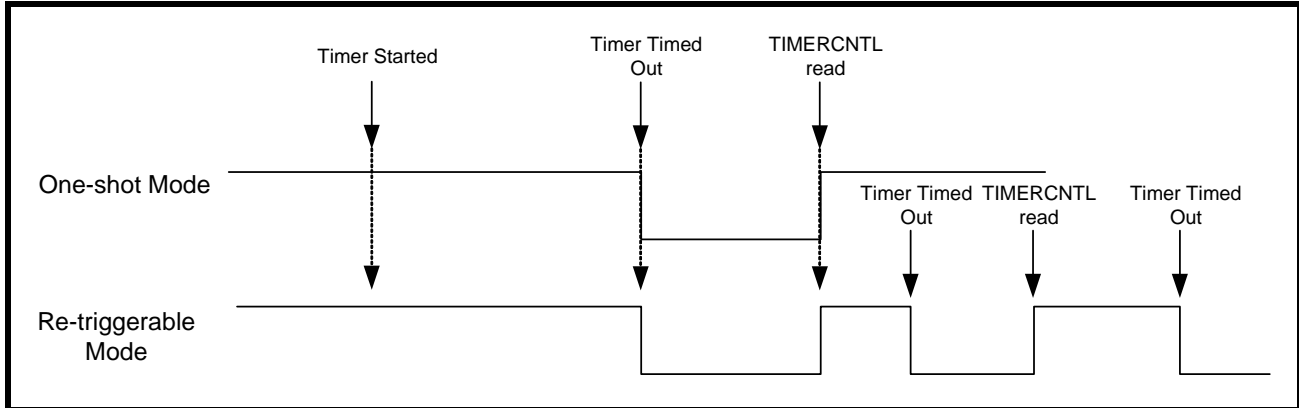 Timer Started
Timer Timed
Out
TIMERCNTL
read
One-shot Mode
Timer Timed
Out
TIMERCNTL
read
Timer Timed
Out
Re-triggerable
Mode